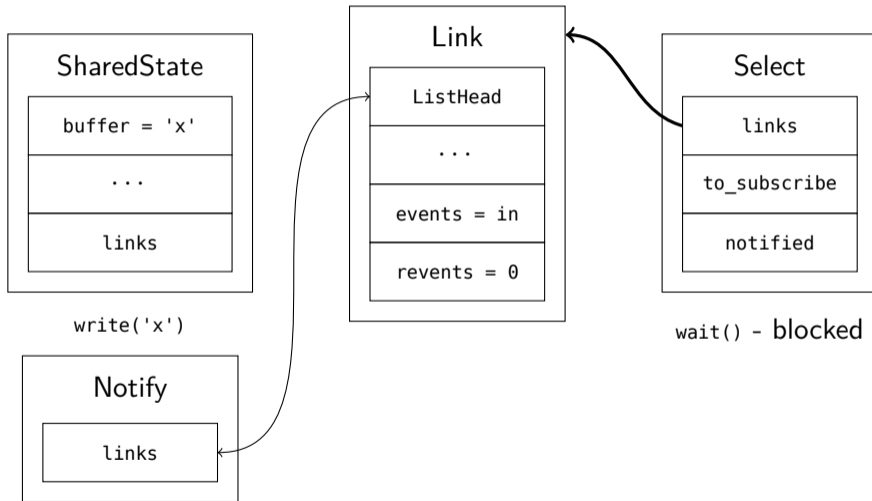 SharedState
buffer = 'x'
...
links
write('x')
Notify
links
Link
ListHead
...
events = in
revents = 0
Select
links
to_subscribe
notified
wait() - blocked